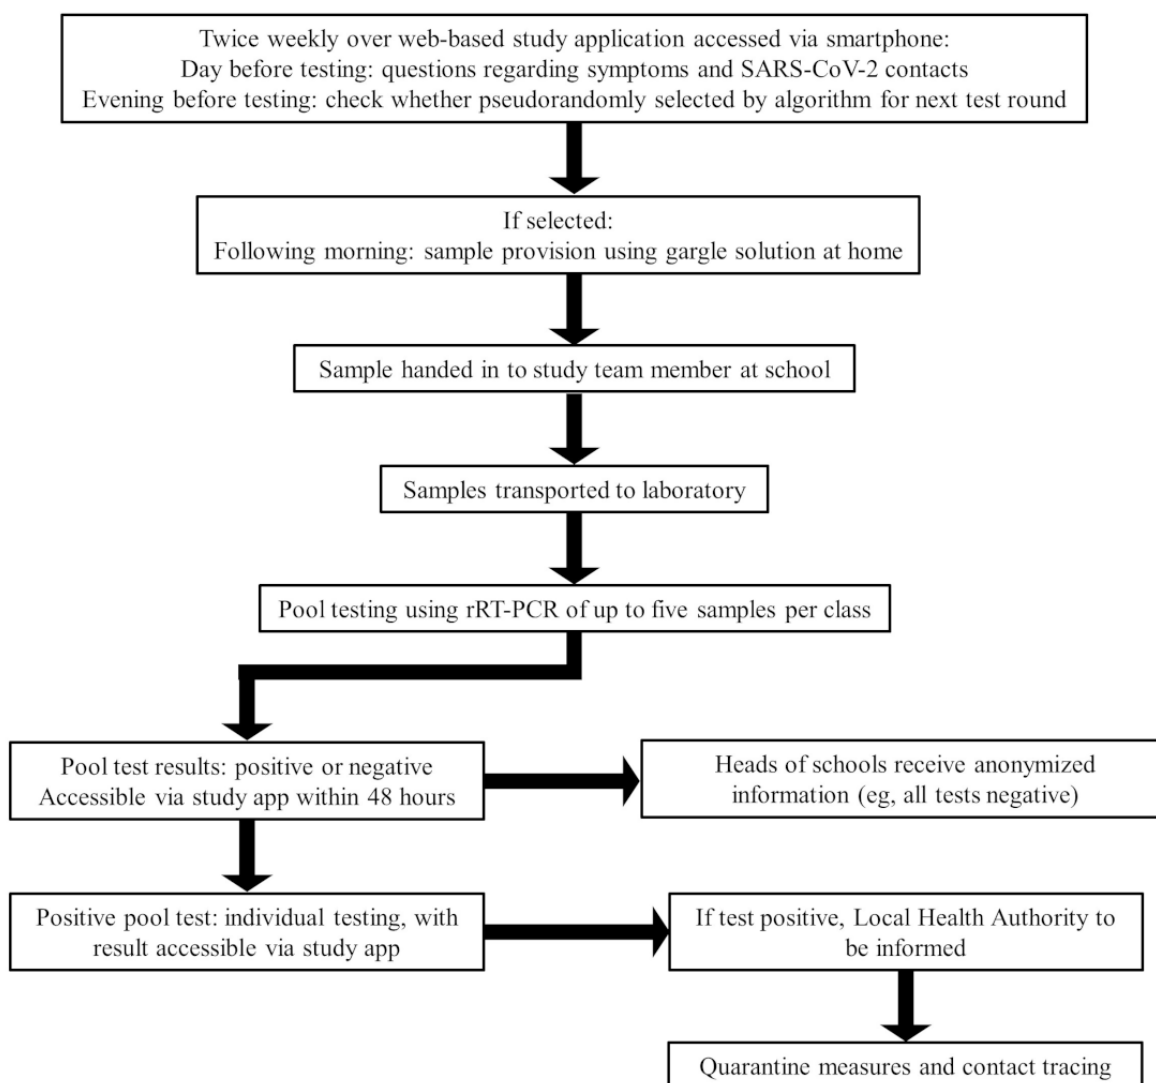 Twice weekly over web-based study application accessed via smartphone:
Day before testing: questions regarding symptoms and SARS-CoV-2 contacts
Evening before testing: check whether pseudorandomly selected by algorithm for next test round
If selected:
Following morning: sample provision using gargle solution at home
Sample handed in to study team member at school
Samples transported to laboratory
Pool testing using rRT-PCR of up to five samples per class
Pool test results: positive or negative
Accessible via study app within 48 hours
Heads of schools receive anonymized
information (eg, all tests negative)
Positive pool test: individual testing, with
result accessible via study app
If test positive, Local Health Authority to
be informed
Quarantine measures and contact tracing